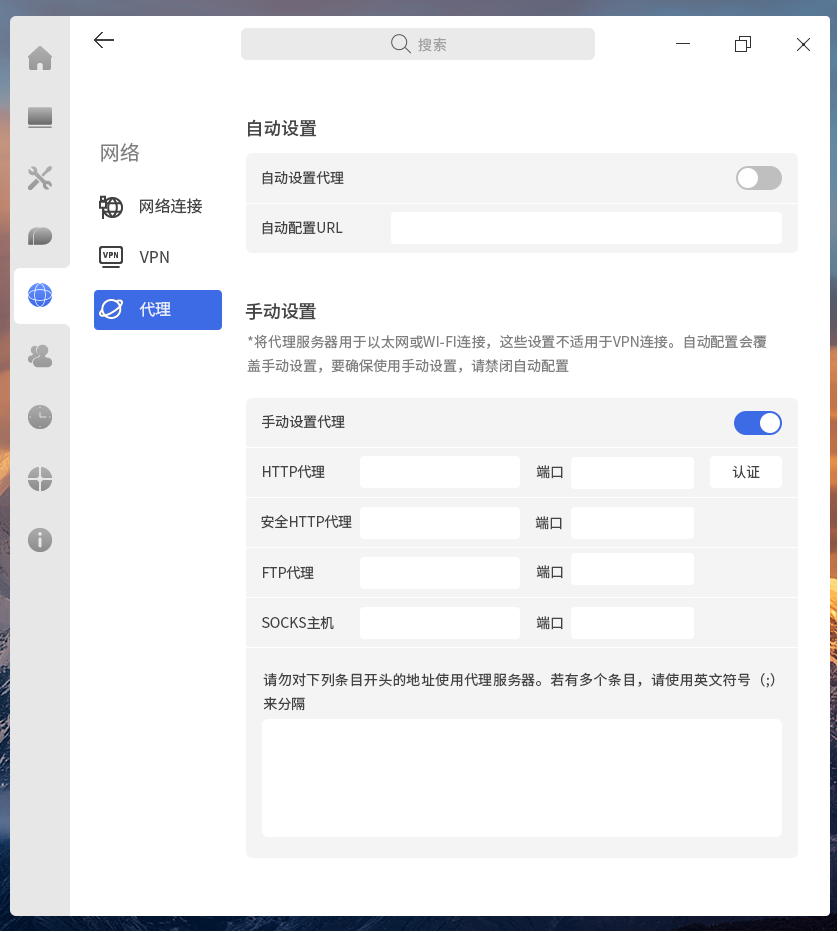 搜索
网络
网络连接
VPN
VPN
代理
自动设置
自动设置代理
自动配置URL
手动设置
*将代理服务器用于以太网或WI-FI连接，这些设置不适用于VPN连接。自动配置会覆
盖手动设置，要确保使用手动设置，请禁闭自动配置
手动设置代理
HTTP代理 端口 认证
安全HTTP代理 端口
FTP代理 端口
SOCKS主机 端口
请勿对下列条目开头的地址使用代理服务器。若有多个条目，请使用英文符号（;）
来分隔